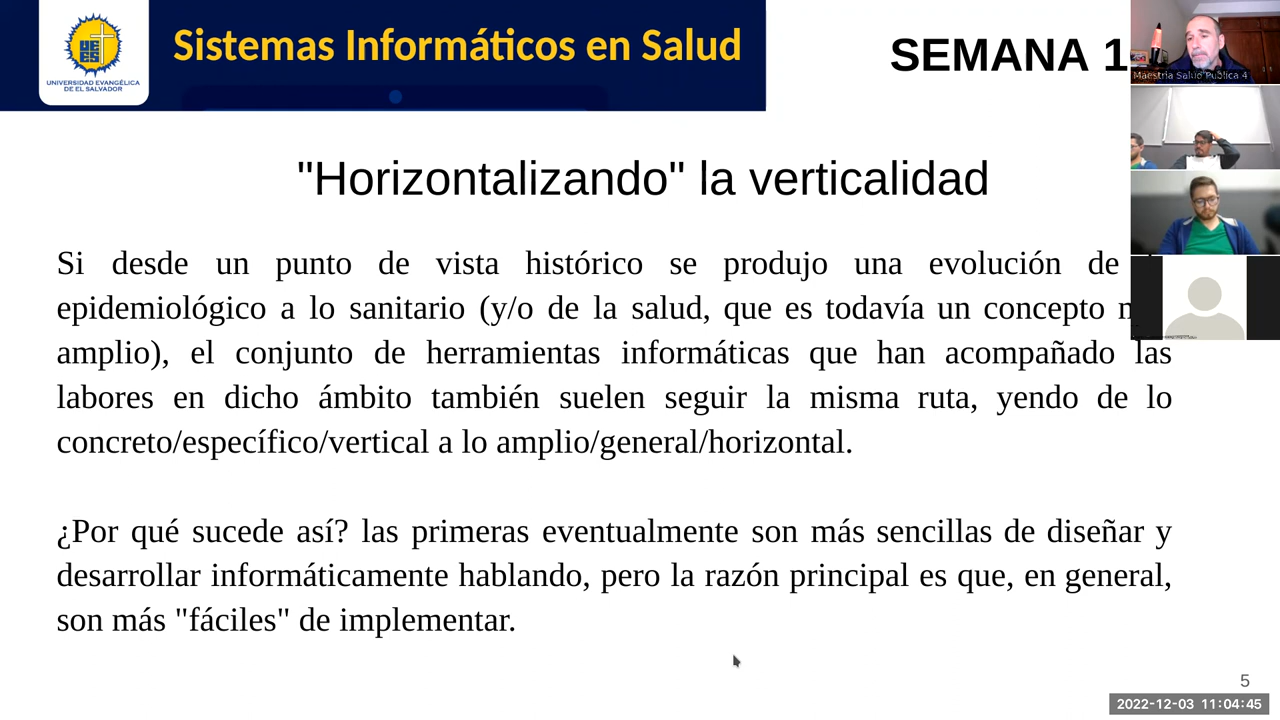 Sistemas Informáticos en Salud
UNIVERSIDAD EVANGÉLICA
DE EL SALVADOR
SEMANA 1
Maestría Salud Pública 4
"Horizontalizando" la verticalidad
Si desde un punto de vista histórico se produjo una evolución de
epidemiológico a lo sanitario (y/o de la salud, que es todavía un concepto
amplio), el conjunto de herramientas informáticas que han acompañado las
labores en dicho ámbito también suelen seguir la misma ruta, yendo de lo
concreto/específico/vertical a lo amplio/general/horizontal.
¿Por qué sucede así? las primeras eventualmente son más sencillas de diseñar y
desarrollar informáticamente hablando, pero la razón principal es que, en general,
son más "fáciles" de implementar.
5
2022-12-03 11:04:45